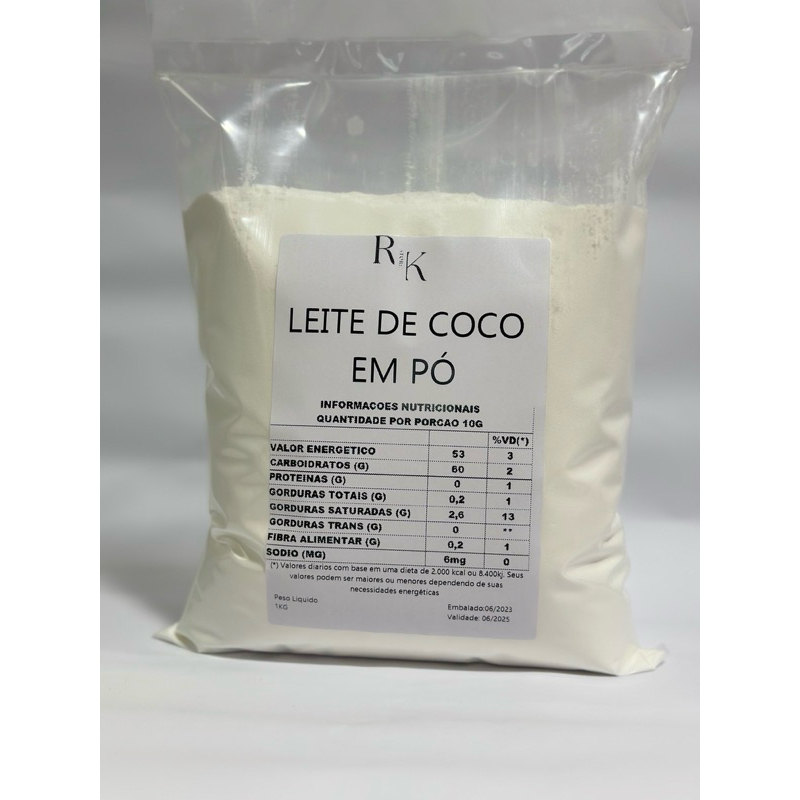 R K
LEITE DE COCO
EM PÓ
INFORMACOES NUTRICIONAIS
QUANTIDADE POR PORCAO 10G
%VD(*)
VALOR ENERGETICO 53 3
CARBOIDRATOS (G) 60 2
PROTEINAS (G) 0 1
GORDURAS TOTAIS (G) 0,2 1
GORDURAS SATURADAS (G) 2,6 13
GORDURAS TRANS (G) 0 **
FIBRA ALIMENTAR (G) 0,2 1
SODIO (MG) 6mg 0
(*) Valores diarios com base em uma dieta de 2.000 kcal ou 8.400kj. Seus
valores podem ser maiores ou menores dependendo de suas
necessidades energéticas
Peso Liquido
1KG
Embalado:06/2023
Validade: 06/2025